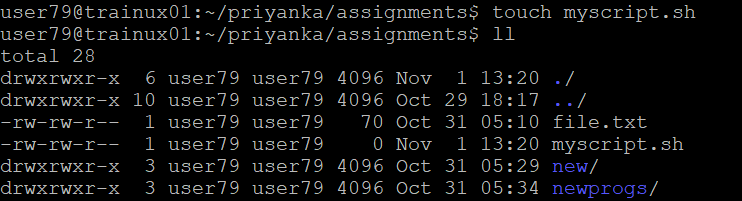 user79@trainux01:~/priyanka/assignments$ touch myscript.sh
user79@trainux01:~/priyanka/assignments$ ll
total 28
drwxrwxr-x  6 user79 user79 4096 Nov  1 13:20 ./
drwxrwxr-x 10 user79 user79 4096 Oct 29 18:17 ../
-rw-rw-r--  1 user79 user79   70 Oct 31 05:10 file.txt
-rw-rw-r--  1 user79 user79    0 Nov  1 13:20 myscript.sh
drwxrwxr-x  3 user79 user79 4096 Oct 31 05:29 new/
drwxrwxr-x  3 user79 user79 4096 Oct 31 05:34 newprogs/